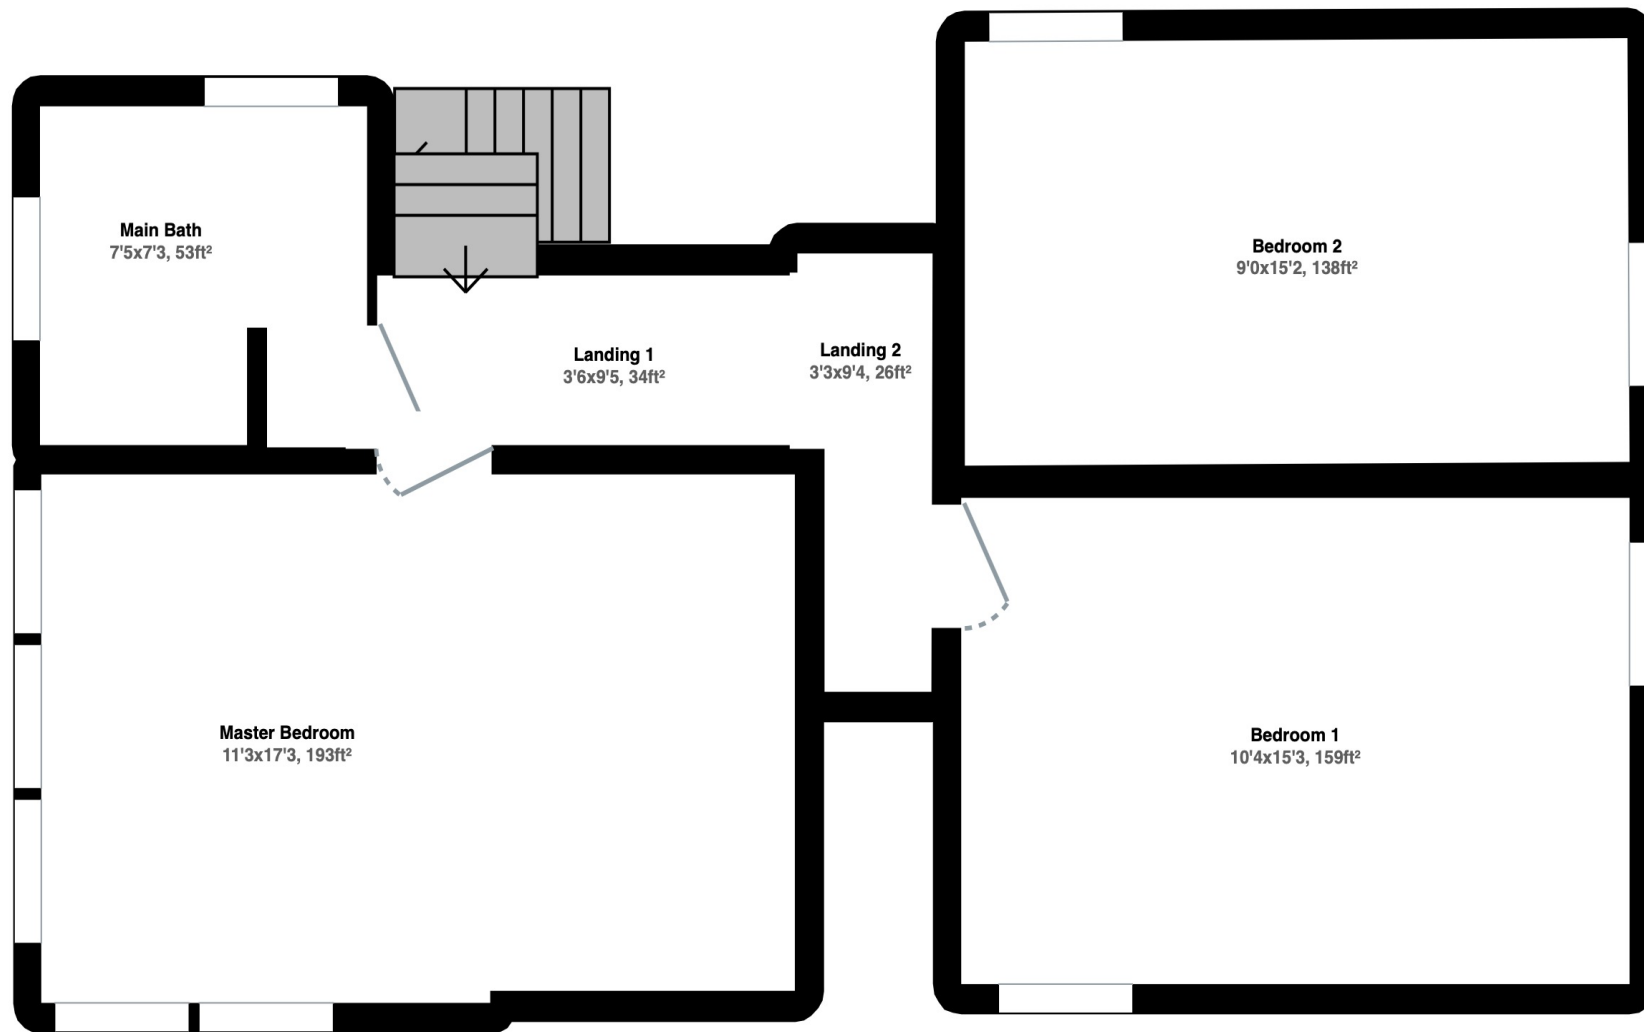 Main Bath
7'5x7'3, 53ft²
Bedroom 2
9'0x15'2, 138ft²
Landing 1
3'6x9'5, 34ft²
Landing 2
3'3x9'4, 26ft²
Master Bedroom
11'3x17'3, 193ft²
Bedroom 1
10'4x15'3, 159ft²